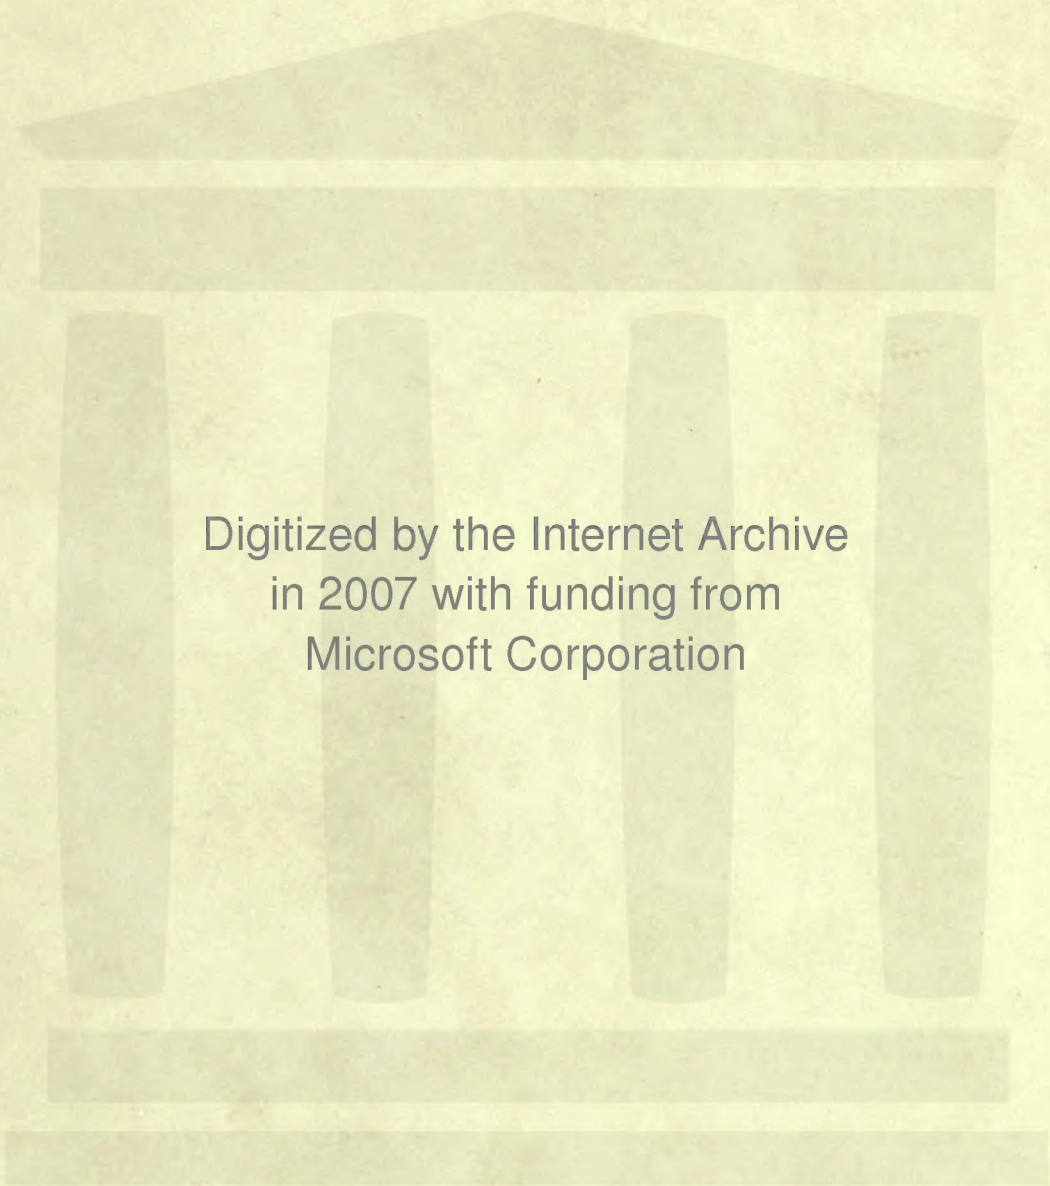 Digitized by the Internet Archive
in 2007 with funding from
Microsoft Corporation